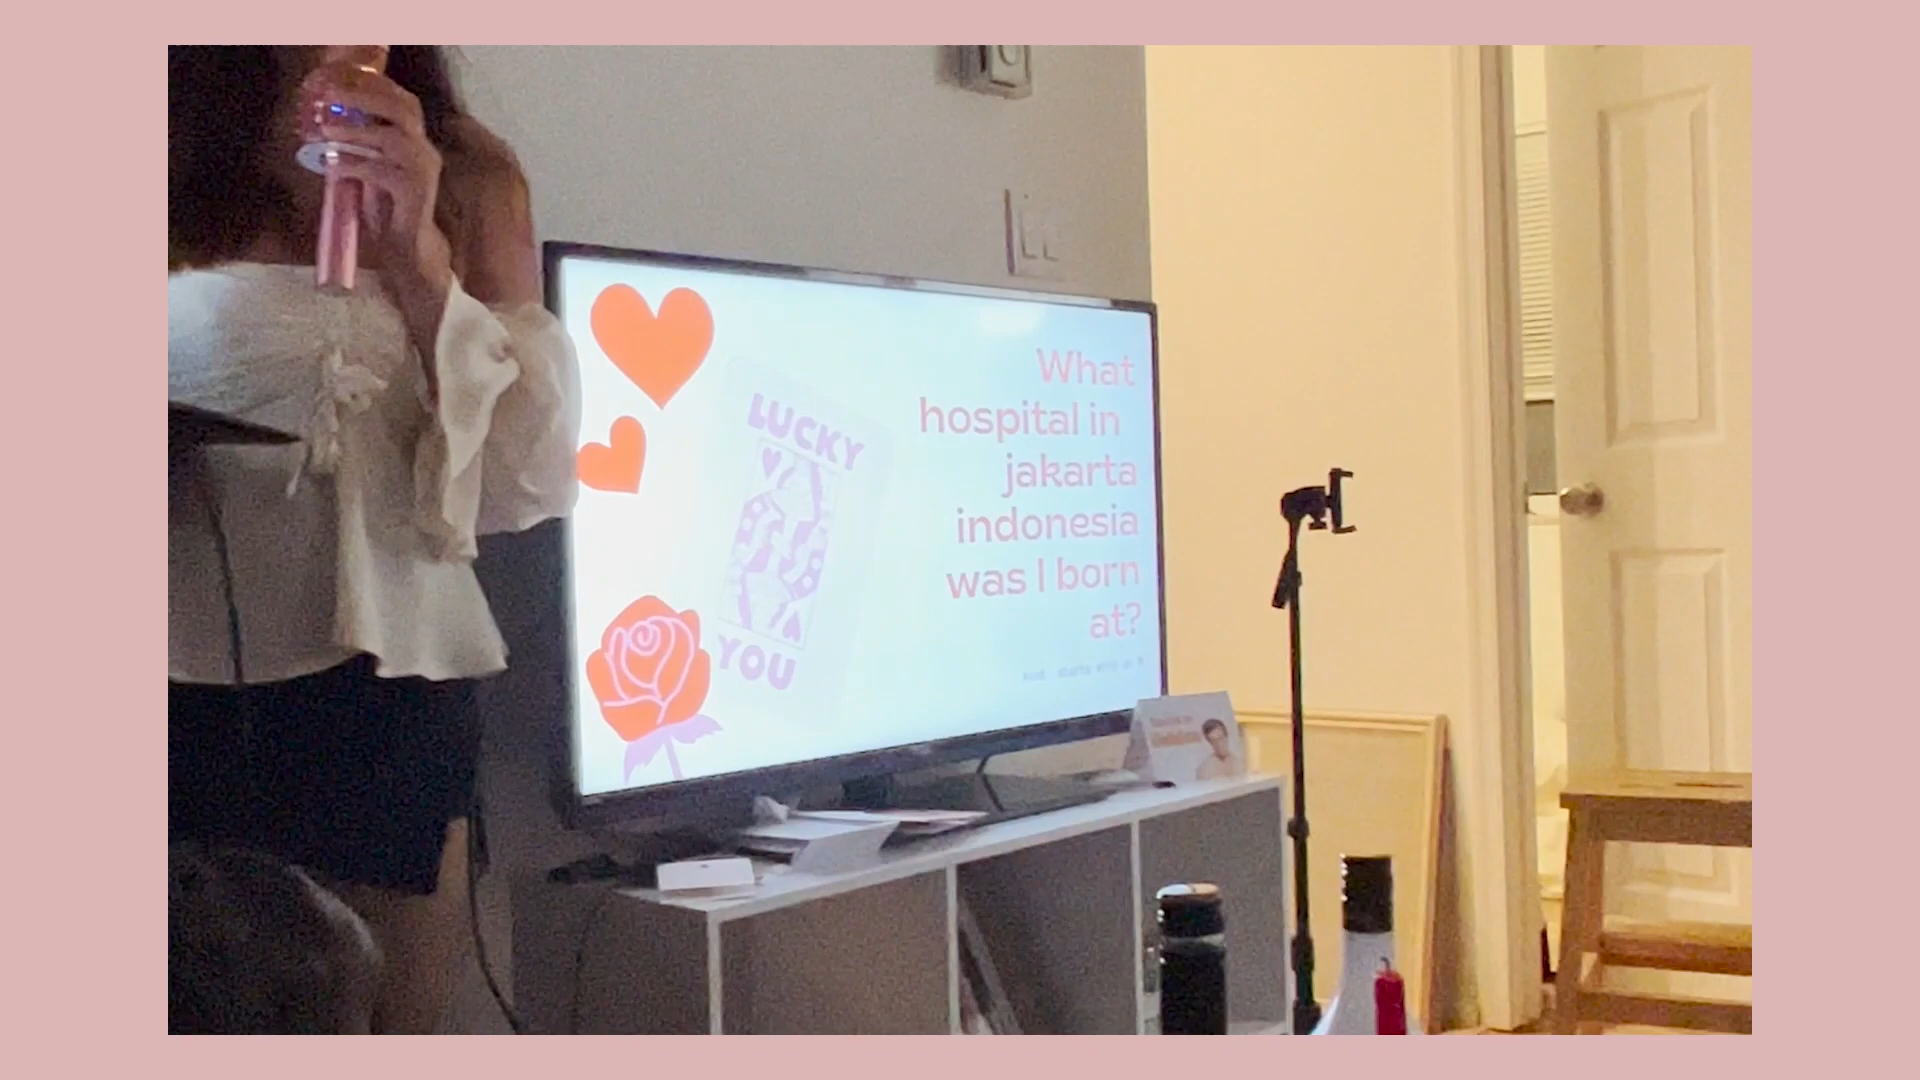 LUCKY
YOU
What
hospital in
jakarta
indonesia
was I born
at?